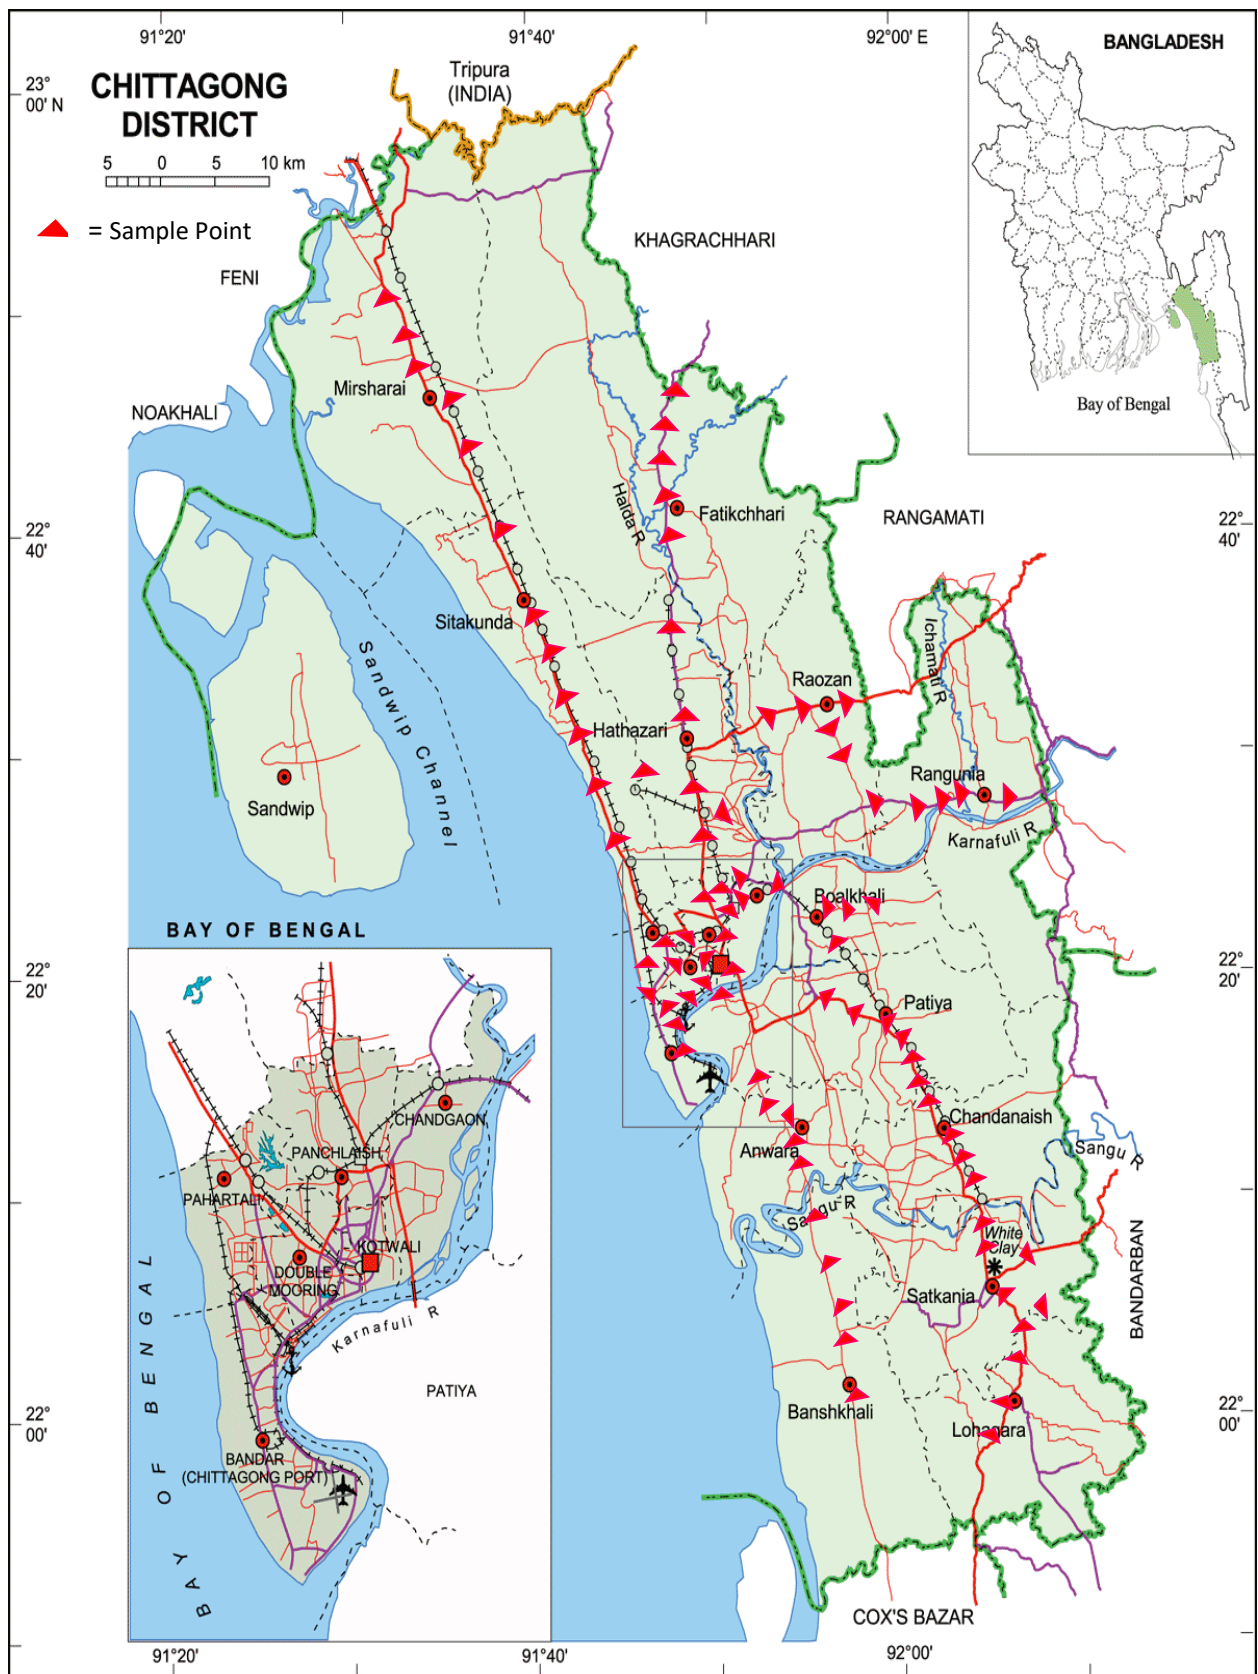 91°20'
91°40'
92°00' E
23°
00' N
CHITTAGONG
DISTRICT
5 0 5 10 km
= Sample Point
Tripura
(INDIA)
BANGLADESH
Bay of Bengal
KHAGRACHHARI
FENI
Mirsharai
NOAKHALI
Halda R
Fatikchhari
RANGAMATI
22°
40'
22°
40'
Sitakunda
Ichamati R
Raozan
Sandwip Channel
Hathazari
Rangunia
Sandwip
Karnafuli R
Boalkhali
BAY OF BENGAL
22°
20'
22°
20'
Patiya
Chandanaish
Anwara
Sangu R
Sangu R
White
Clay
Satkania
BANDARBAN
Banshkhali
Lohagara
22°
00'
22°
00'
COX'S BAZAR
CHANDGAON
PANCHLAISH
PAHARTALI
KOTWALI
DOUBLE
MOORING
Karnafuli R
PATIYA
BANDAR
(CHITTAGONG PORT)
BAY OF BENGAL
91°20'
91°40'
92°00'